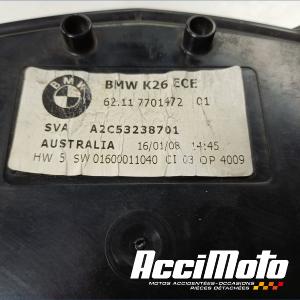 BMW
BMW K26 ECE
62.11 7701472 01
SVA A2C53238701
AUSTRALIA 16/01/08 14:45
HW 5 SW 01600011040 CI 03 OP 4009
AcciMoto
MOTOS ACCIDENTÉES - OCCASIONS
PIÈCES DÉTACHÉES